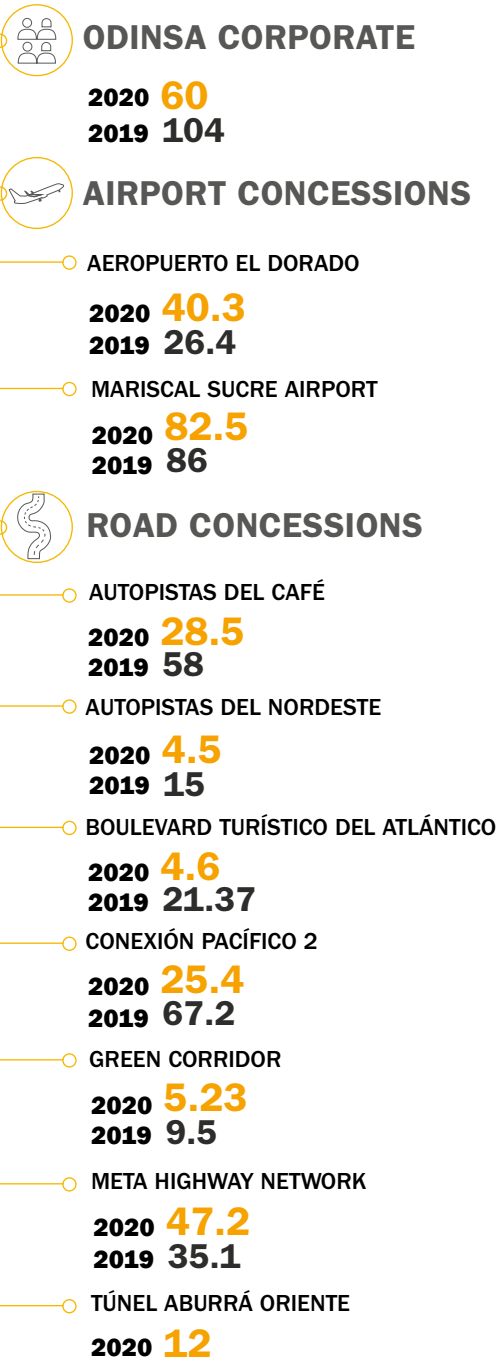 ODINSA CORPORATE
2020 60
2019 104
AIRPORT CONCESSIONS
AEROPUERTO EL DORADO
2020 40.3
2019 26.4
MARISCAL SUCRE AIRPORT
2020 82.5
2019 86
ROAD CONCESSIONS
AUTOPISTAS DEL CAFÉ
2020 28.5
2019 58
AUTOPISTAS DEL NORDESTE
2020 4.5
2019 15
BOULEVARD TURÍSTICO DEL ATLÁNTICO
2020 4.6
2019 21.37
CONEXIÓN PACÍFICO 2
2020 25.4
2019 67.2
GREEN CORRIDOR
2020 5.23
2019 9.5
META HIGHWAY NETWORK
2020 47.2
2019 35.1
TÚNEL ABURRÁ ORIENTE
2020 12